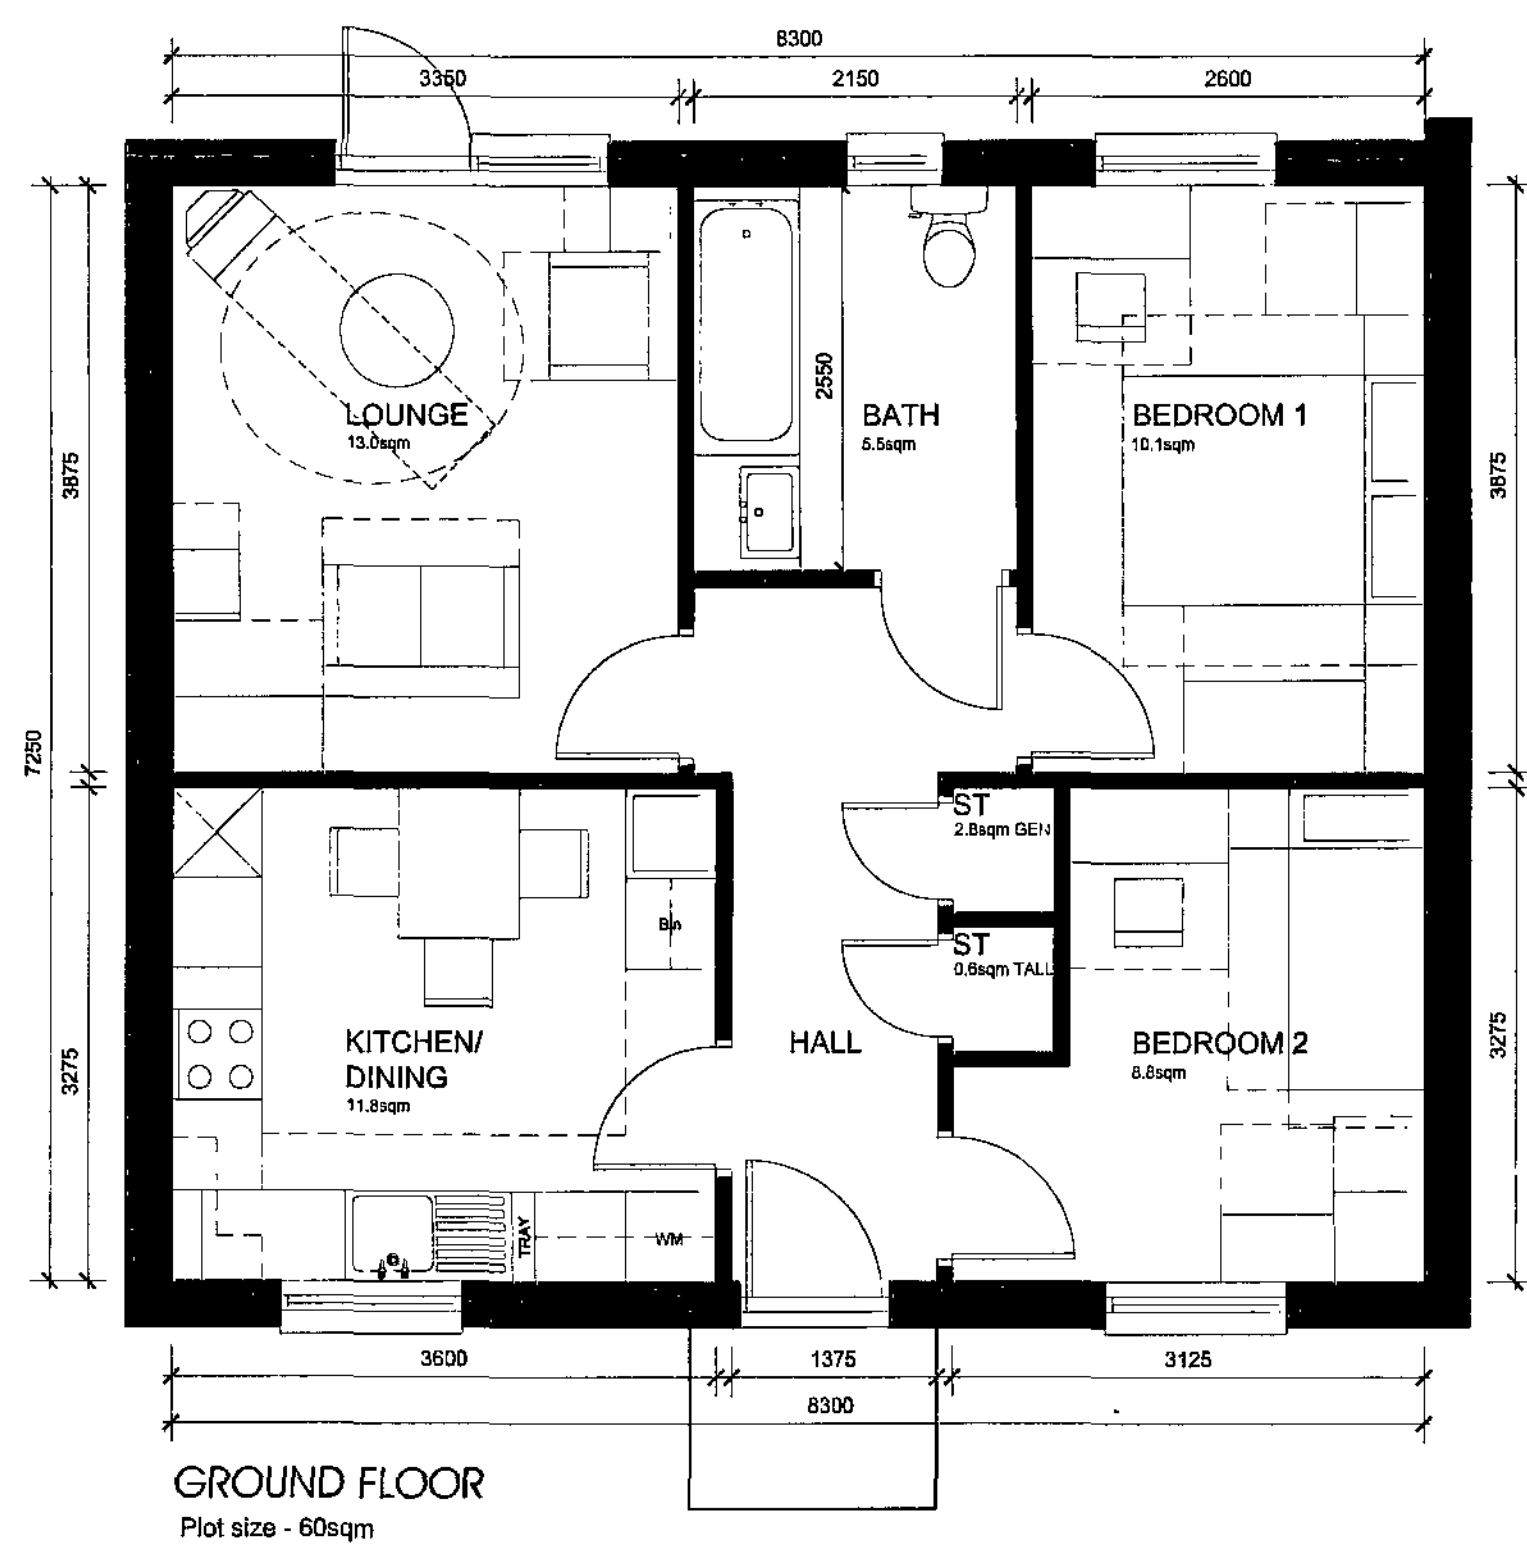 8300
3350
2150
2600
LOUNGE
13.0sqm
2550
BATH
5.5sqm
BEDROOM 1
10.1sqm
3875
3875
7250
ST
2.8sqm GEN
Bin
ST
0.6sqm TALL
KITCHEN/
DINING
11.8sqm
HALL
BEDROOM 2
8.8sqm
3275
3275
TRAY
WM
3600
1375
3125
8300
GROUND FLOOR
Plot size - 60sqm